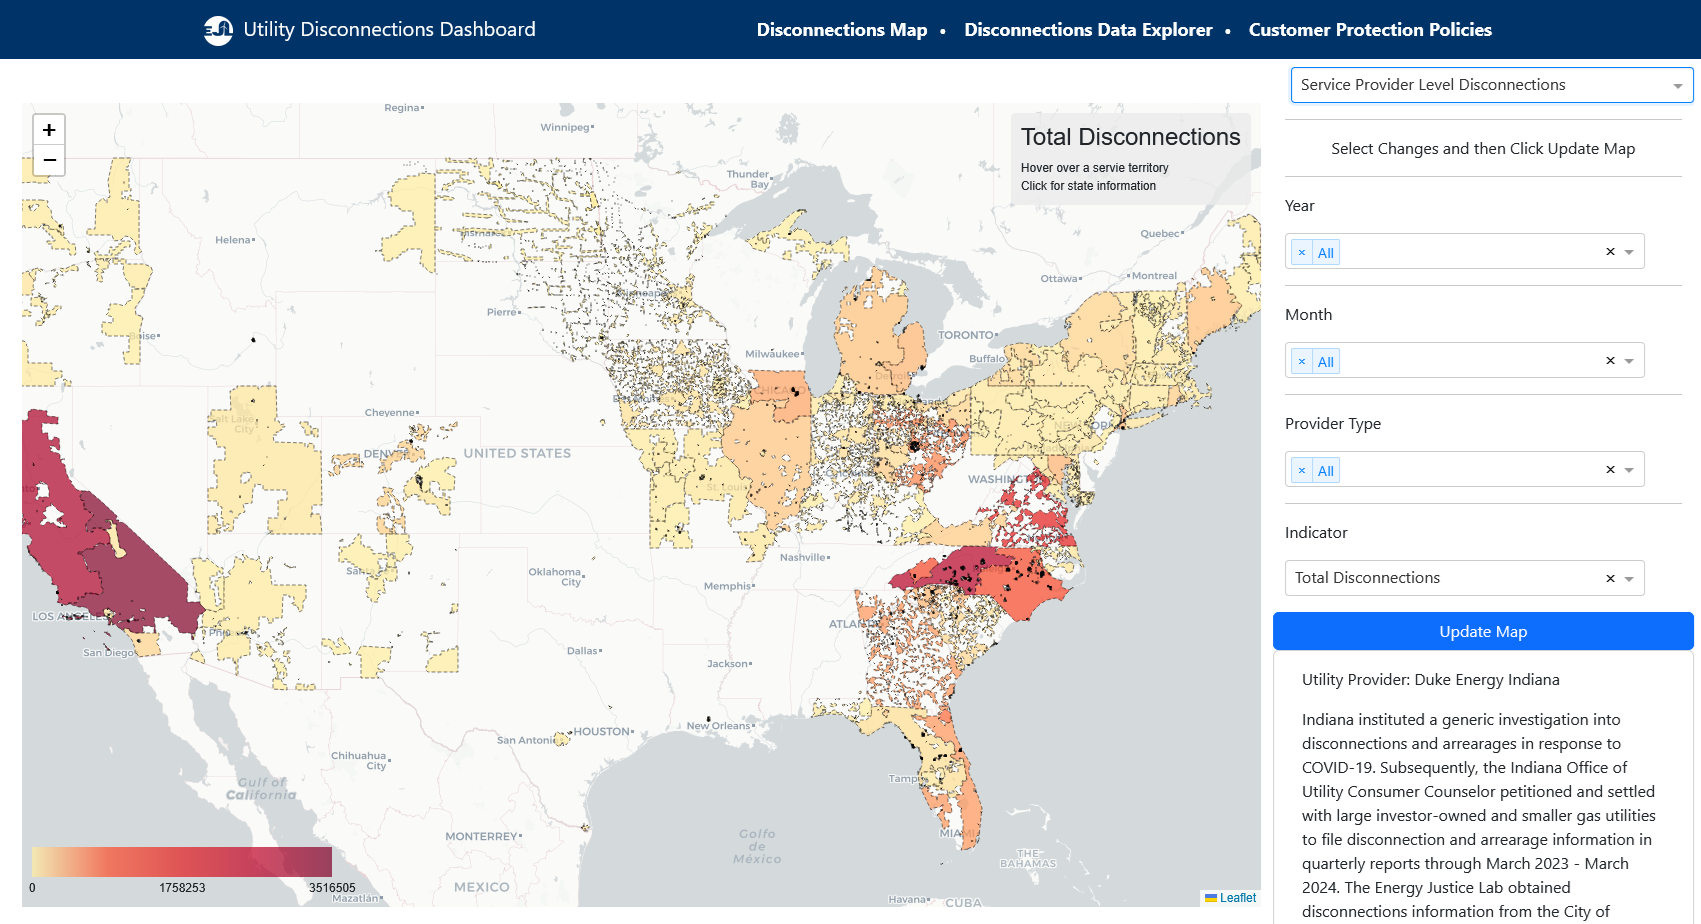 Utility Disconnections Dashboard
Disconnections Map • Disconnections Data Explorer • Customer Protection Policies
Service Provider Level Disconnections
Select Changes and then Click Update Map
Year
× All ×
Month
× All ×
Provider Type
× All ×
Indicator
Total Disconnections ×
Update Map
Utility Provider: Duke Energy Indiana
Indiana instituted a generic investigation into
disconnections and arrearages in response to
COVID-19. Subsequently, the Indiana Office of
Utility Consumer Counselor petitioned and settled
with large investor-owned and smaller gas utilities
to file disconnection and arrearage information in
quarterly reports through March 2023 - March
2024. The Energy Justice Lab obtained
disconnections information from the City of
+
−
Total Disconnections
Hover over a servie territory
Click for state information
Regina
Winnipeg
Thunder
Bay
Quebec
Helena
Ottawa
Montreal
Pierre
TORONTO
Buffalo
Milwaukee
Cheyenne
UNITED STATES
WASHINGTON
Nashville
Oklahoma
City
Memphis
LOS ANGELES
San Diego
Dallas
Jackson
New Orleans
HOUSTON
San Antonio
Chihuahua
City
Gulf of
California
MONTERREY
Golfo
de
México
MIAMI
THE
BAHAMAS
MEXICO
Mazatlán
Havana
CUBA
0 1758253 3516505
Leaflet